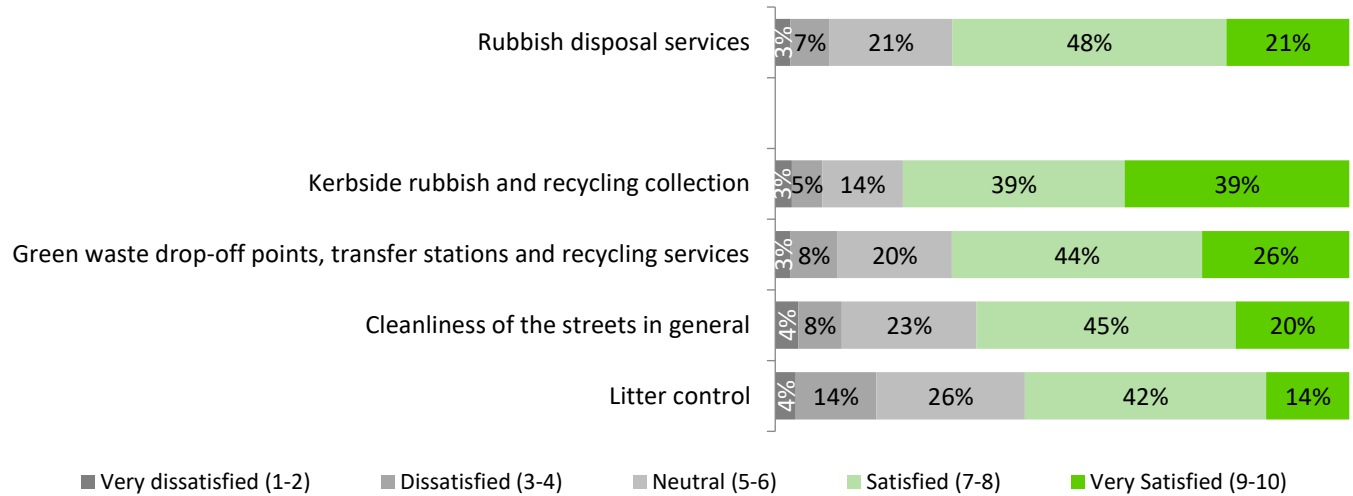 Rubbish disposal services 3% 7% 21% 48% 21%
Kerbside rubbish and recycling collection 3% 5% 14% 39% 39%
Green waste drop-off points, transfer stations and recycling services 3% 8% 20% 44% 26%
Cleanliness of the streets in general 4% 8% 23% 45% 20%
Litter control 4% 14% 26% 42% 14%
Very dissatisfied (1-2) Dissatisfied (3-4) Neutral (5-6) Satisfied (7-8) Very Satisfied (9-10)